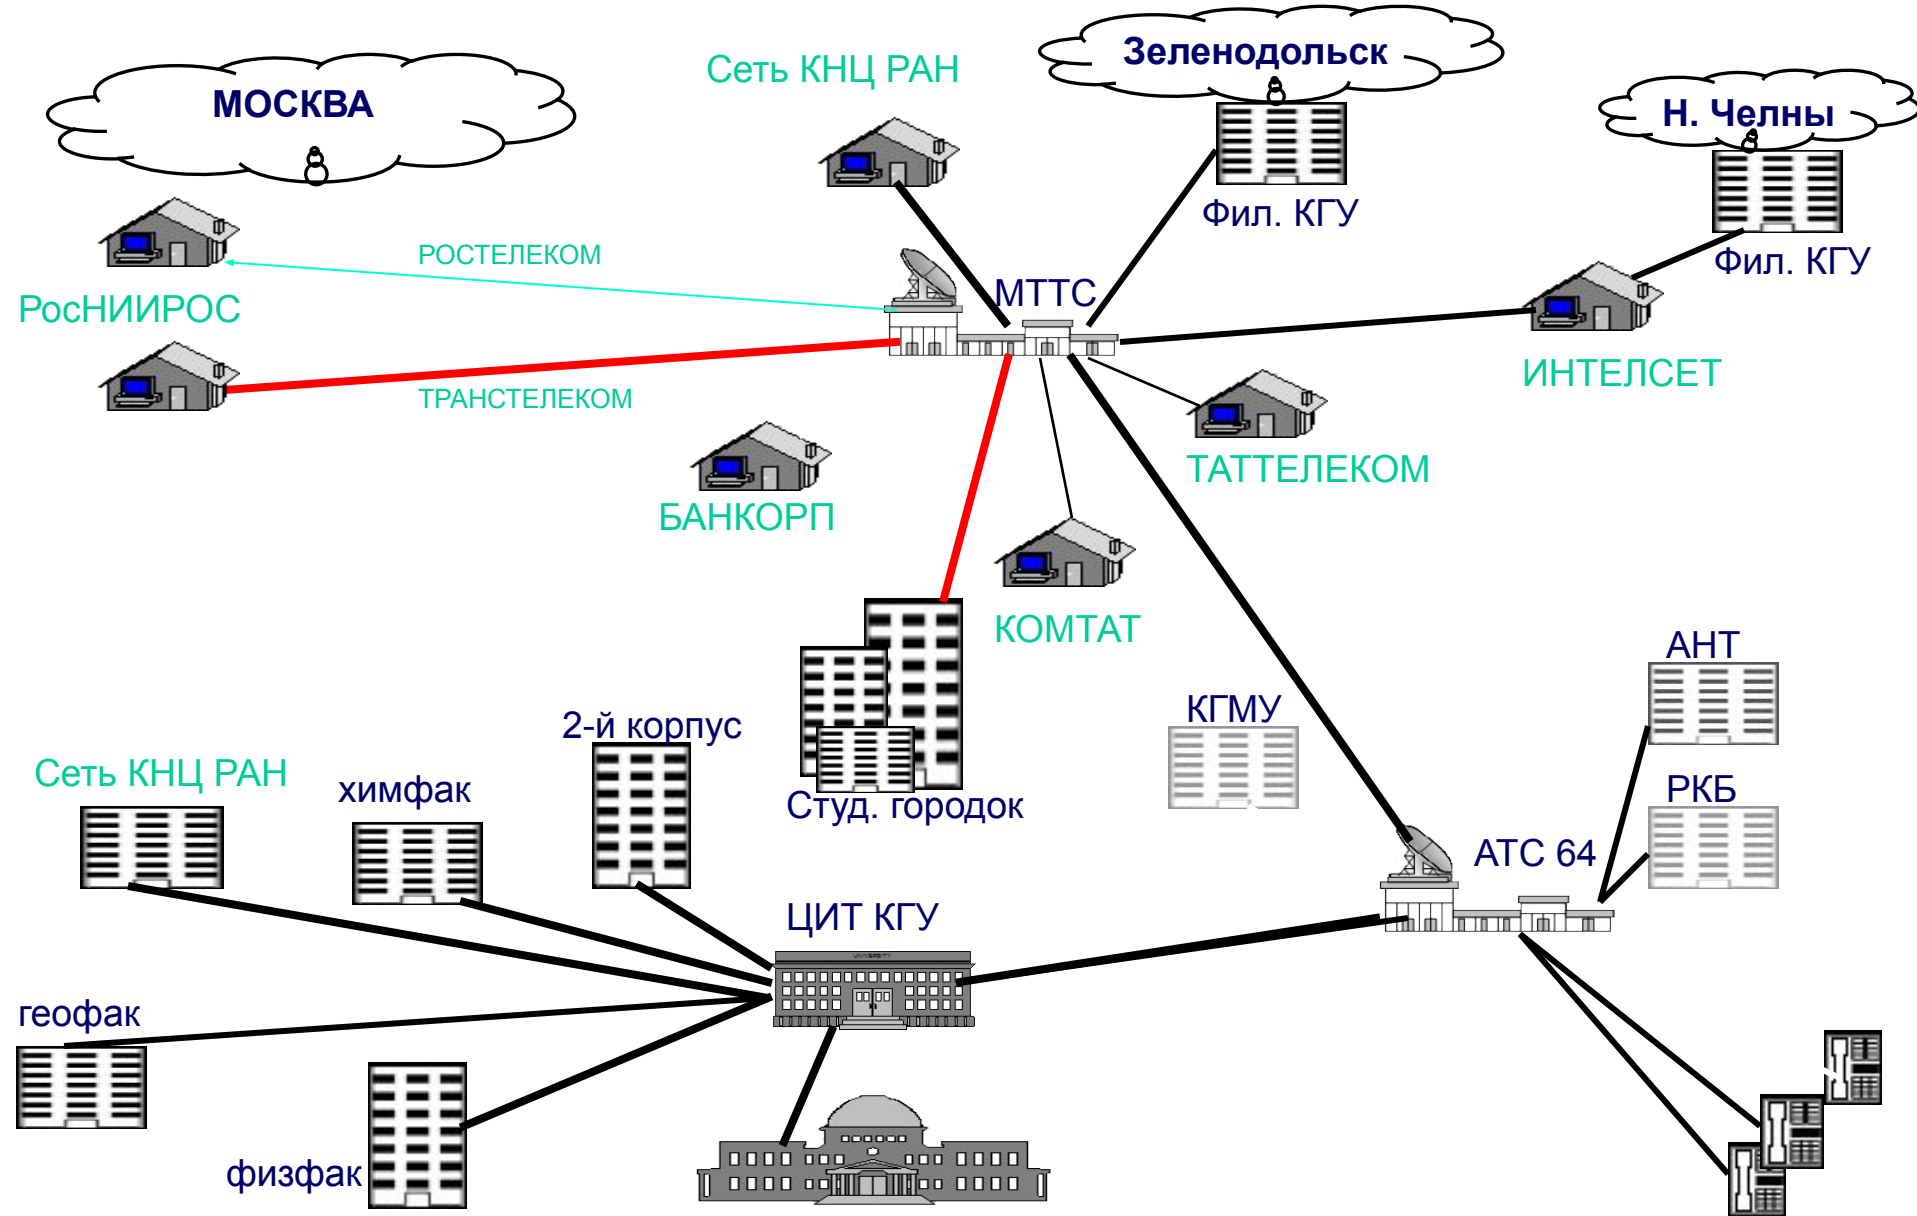 Зеленодольск
Сеть КНЦ РАН
МОСКВА
Н. Челны
Фил. КГУ
РОСТЕЛЕКОМ
Фил. КГУ
МТТС
РосНИИРОС
ИНТЕЛСЕТ
ТРАНСТЕЛЕКОМ
ТАТТЕЛЕКОМ
БАНКОРП
КОМТАТ
АНТ
КГМУ
2-й корпус
Сеть КНЦ РАН
химфак
РКБ
Студ. городок
АТС 64
ЦИТ КГУ
UNIVERSITY
геофак
физфак